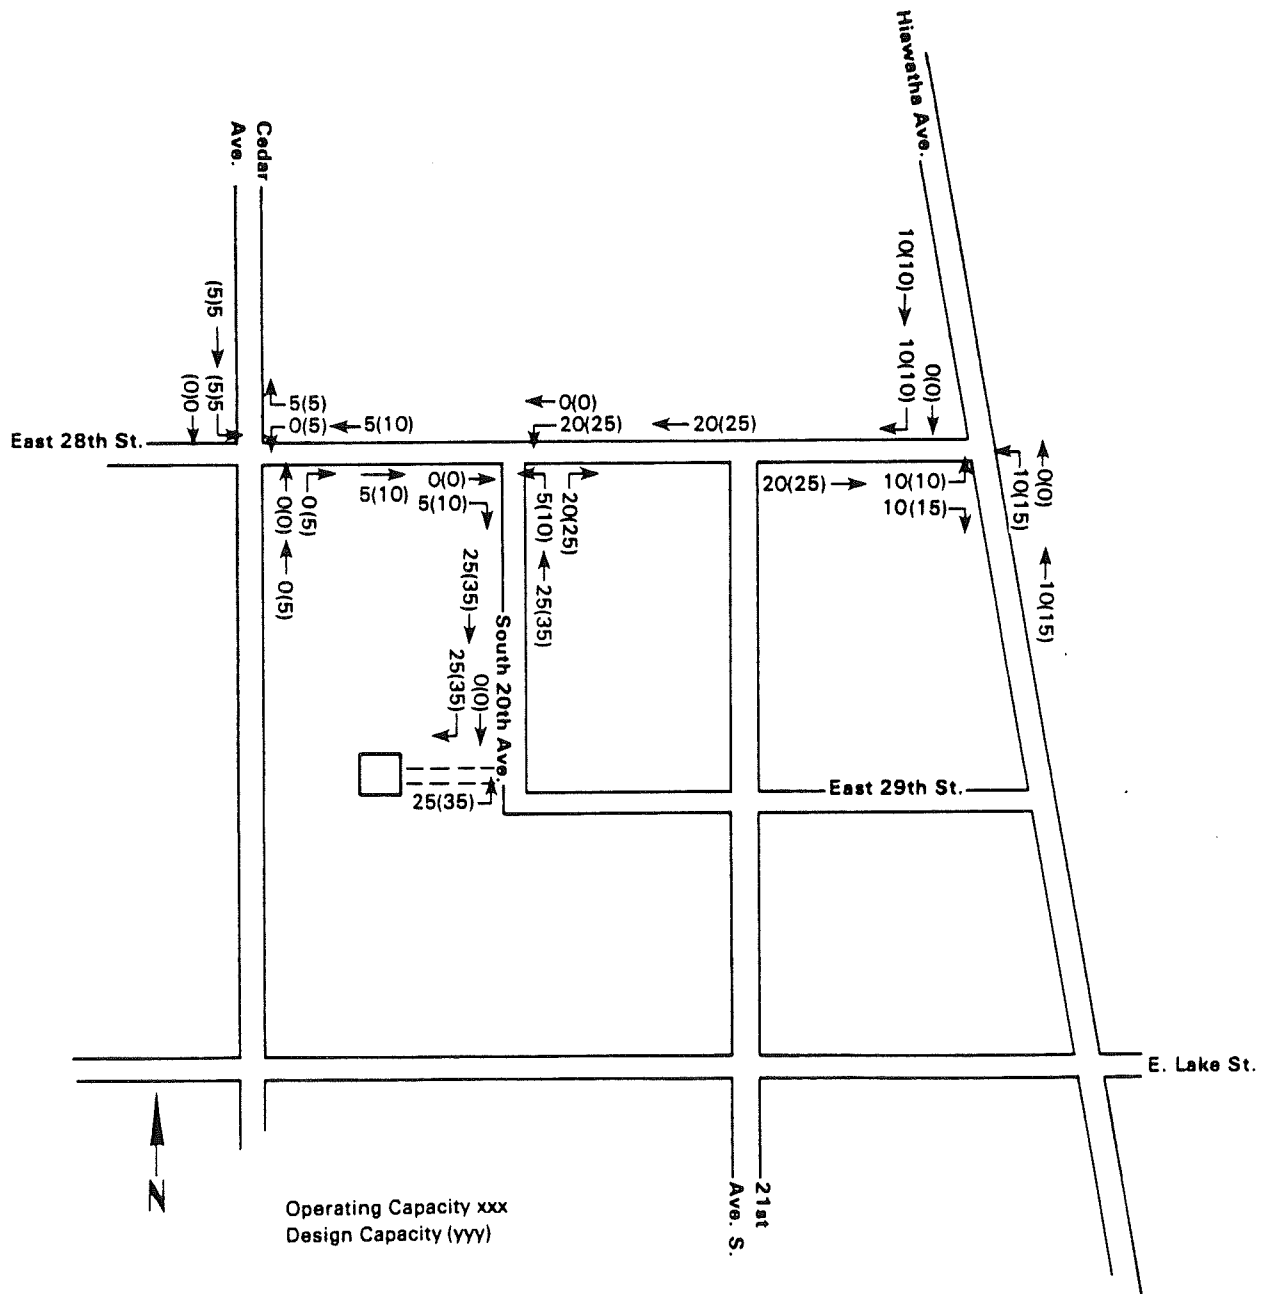 Hiawatha Ave.
Cedar
Ave.
10(10)
10(10)
0(0)
(5)5
(5)5
(0)0
5(5)
0(5)
5(10)
0(0)
20(25)
20(25)
East 28th St.
0(0)
0(5)
0(5)
5(10)
0(0)
5(10)
5(10)
20(25)
25(35)
20(25)
10(10)
10(15)
0(0)
10(15)
10(15)
25(35)
25(35)
0(0)
South 20th Ave.
25(35)
East 29th St.
E. Lake St.
N
21st
Ave. S.
Operating Capacity xxx
Design Capacity (yyy)